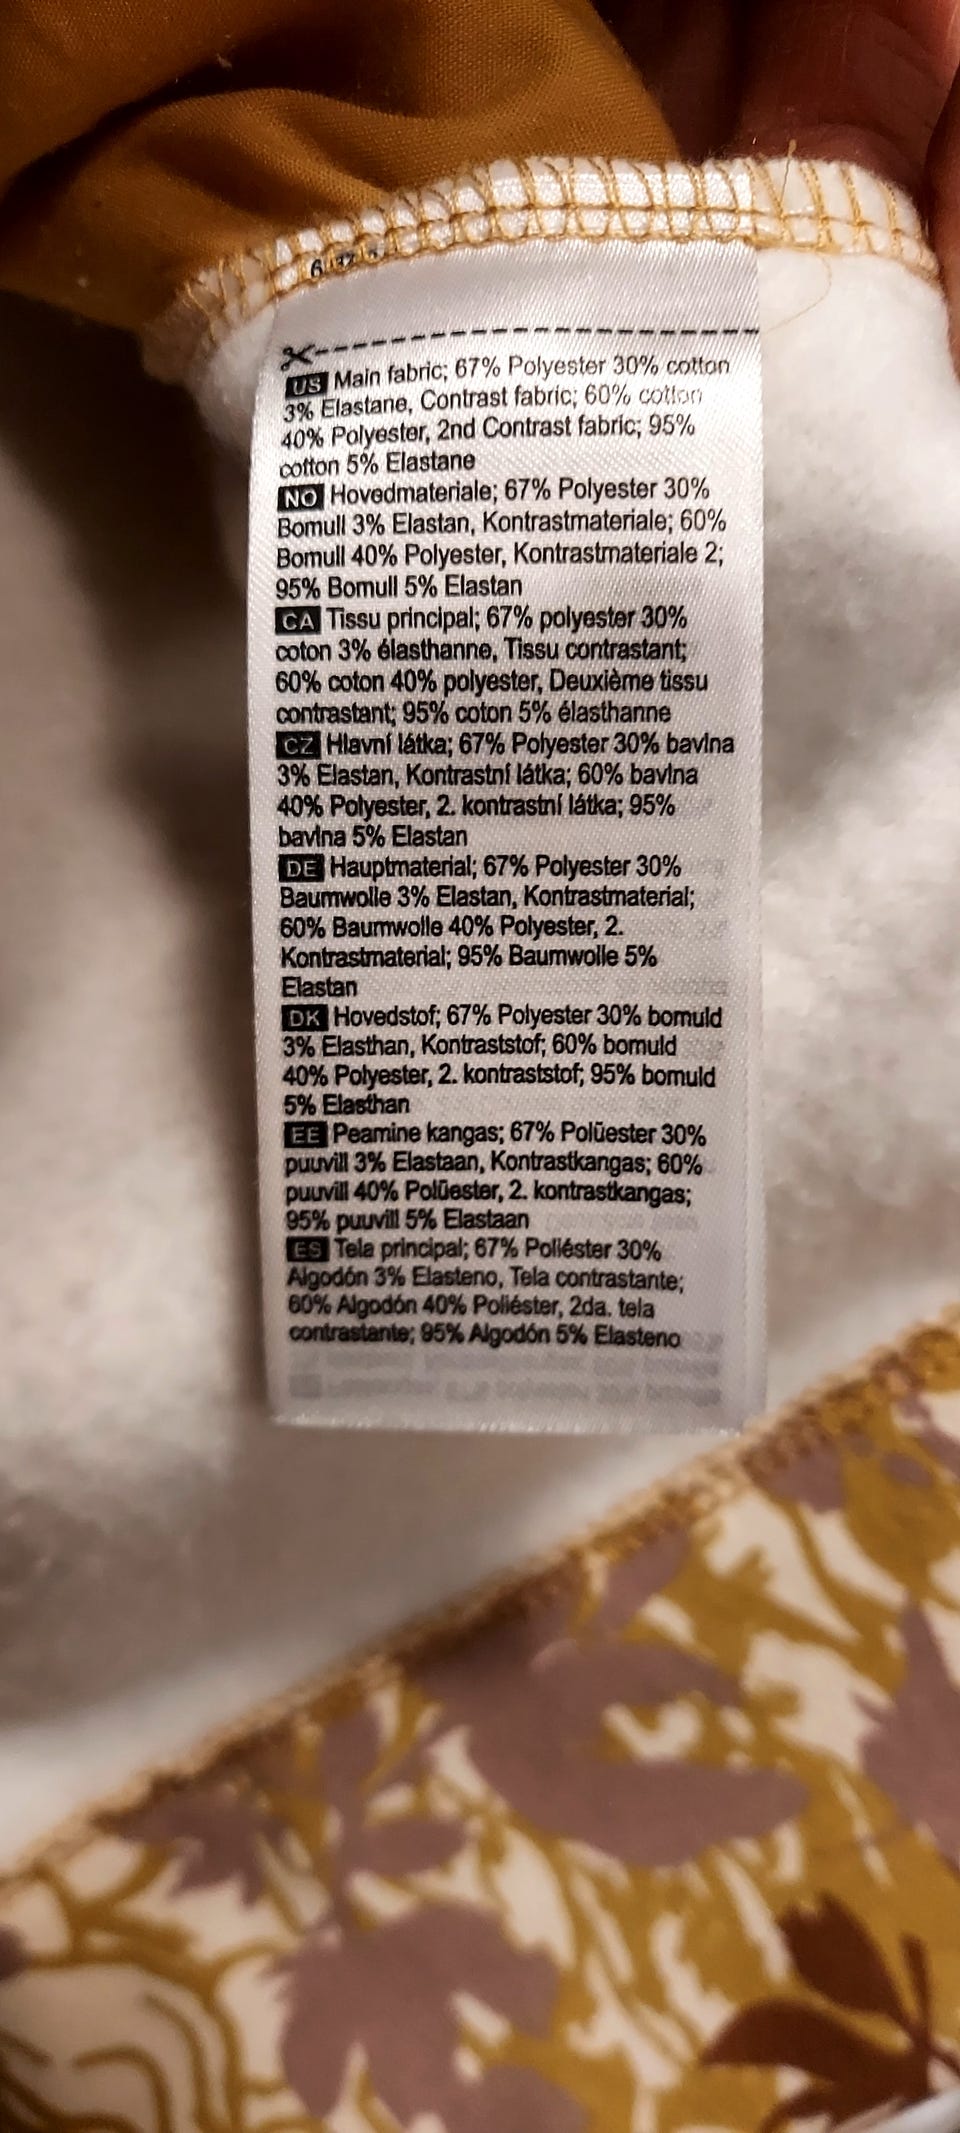 US Main fabric; 67% Polyester 30% cotton
3% Elastane, Contrast fabric; 60% cotton
40% Polyester, 2nd Contrast fabric; 95%
cotton 5% Elastane
NO Hovedmateriale; 67% Polyester 30%
Bomull 3% Elastan, Kontrastmateriale; 60%
Bomull 40% Polyester, Kontrastmateriale 2;
95% Bomull 5% Elastan
CA Tissu principal; 67% polyester 30%
coton 3% élasthanne, Tissu contrastant;
60% coton 40% polyester, Deuxième tissu
contrastant; 95% coton 5% élasthanne
CZ Hlavní látka; 67% Polyester 30% bavlna
3% Elastan, Kontrastní látka; 60% bavlna
40% Polyester, 2. kontrastní látka; 95%
bavlna 5% Elastan
DE Hauptmaterial; 67% Polyester 30%
Baumwolle 3% Elastan, Kontrastmaterial;
60% Baumwolle 40% Polyester, 2.
Kontrastmaterial; 95% Baumwolle 5%
Elastan
DK Hovedstof; 67% Polyester 30% bomuld
3% Elasthan, Kontraststof; 60% bomuld
40% Polyester, 2. kontraststof; 95% bomuld
5% Elasthan
EE Peamine kangas; 67% Polüester 30%
puuvill 3% Elastaan, Kontrastkangas; 60%
puuvill 40% Polüester, 2. kontrastkangas;
95% puuvill 5% Elastaan
ES Tela principal; 67% Poliéster 30%
Algodón 3% Elasteno, Tela contrastante;
60% Algodón 40% Poliéster, 2da. tela
contrastante; 95% Algodón 5% Elasteno